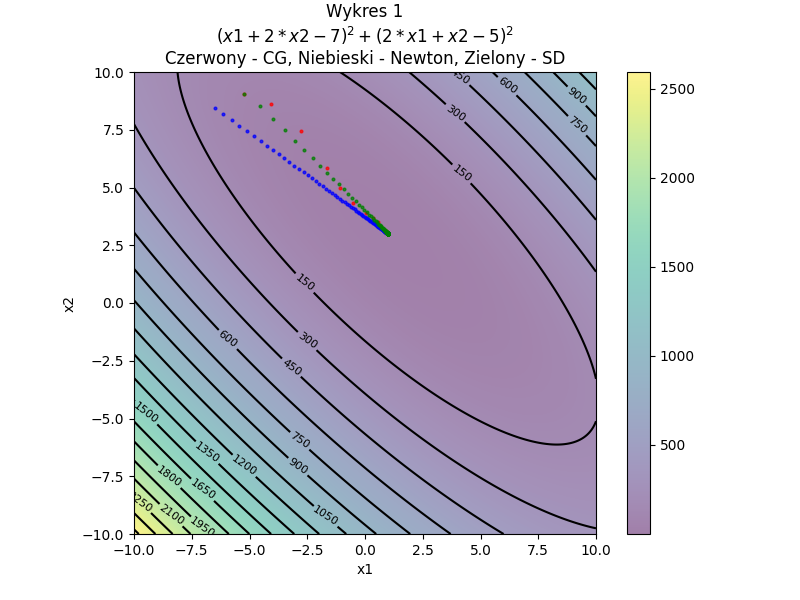 Wykres 1
(x1 + 2 * x2 − 7)² + (2 * x1 + x2 − 5)²
Czerwony - CG, Niebieski - Newton, Zielony - SD
10.0
7.5
5.0
2.5
0.0
−2.5
−5.0
−7.5
−10.0
x2
−10.0 −7.5 −5.0 −2.5 0.0 2.5 5.0 7.5 10.0
x1
450 600 900
300 750
150
150
600 300
450
1500 750
1350 1200 900
1800 1650
2250 2100 1950 1050
2500
2000
1500
1000
500